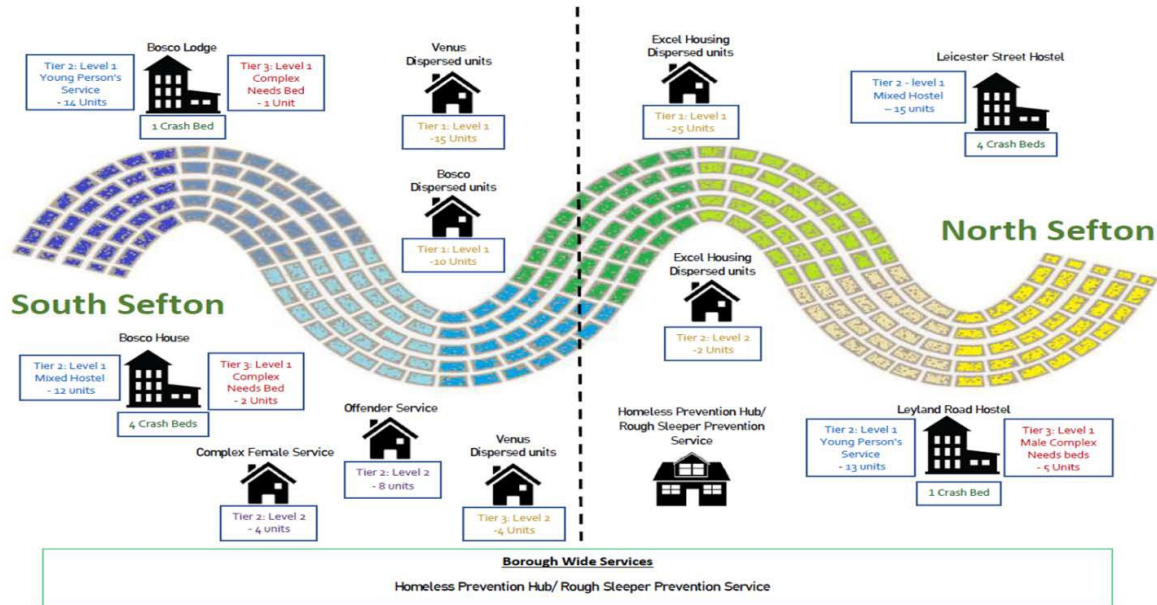 Bosco Lodge
Tier 2: Level 1
Young Person's
Service
- 14 Units
Tier 3: Level 1
Complex
Needs Bed
- 1 Unit
1 Crash Bed
Venus
Dispersed units
Tier 1: Level 1
-15 Units
Bosco
Dispersed units
Tier 1: Level 1
-10 Units
Excel Housing
Dispersed units
Tier 1: Level 1
-25 Units
Leicester Street Hostel
Tier 2 - level 1
Mixed Hostel
– 15 units
4 Crash Beds
South Sefton
North Sefton
Bosco House
Tier 2: Level 1
Mixed Hostel
- 12 units
Tier 3: Level 1
Complex
Needs Bed
- 2 Units
4 Crash Beds
Offender Service
Tier 2: Level 2
- 8 units
Complex Female Service
Tier 2: Level 2
- 4 units
Venus
Dispersed units
Tier 3: Level 2
-4 Units
Excel Housing
Dispersed units
Tier 2: Level 2
-2 Units
Homeless Prevention Hub/
Rough Sleeper Prevention
Service
Leyland Road Hostel
Tier 2: Level 1
Young Person's
Service
- 13 units
Tier 3: Level 1
Male Complex
Needs beds
- 5 Units
1 Crash Bed
Borough Wide Services
Homeless Prevention Hub/ Rough Sleeper Prevention Service